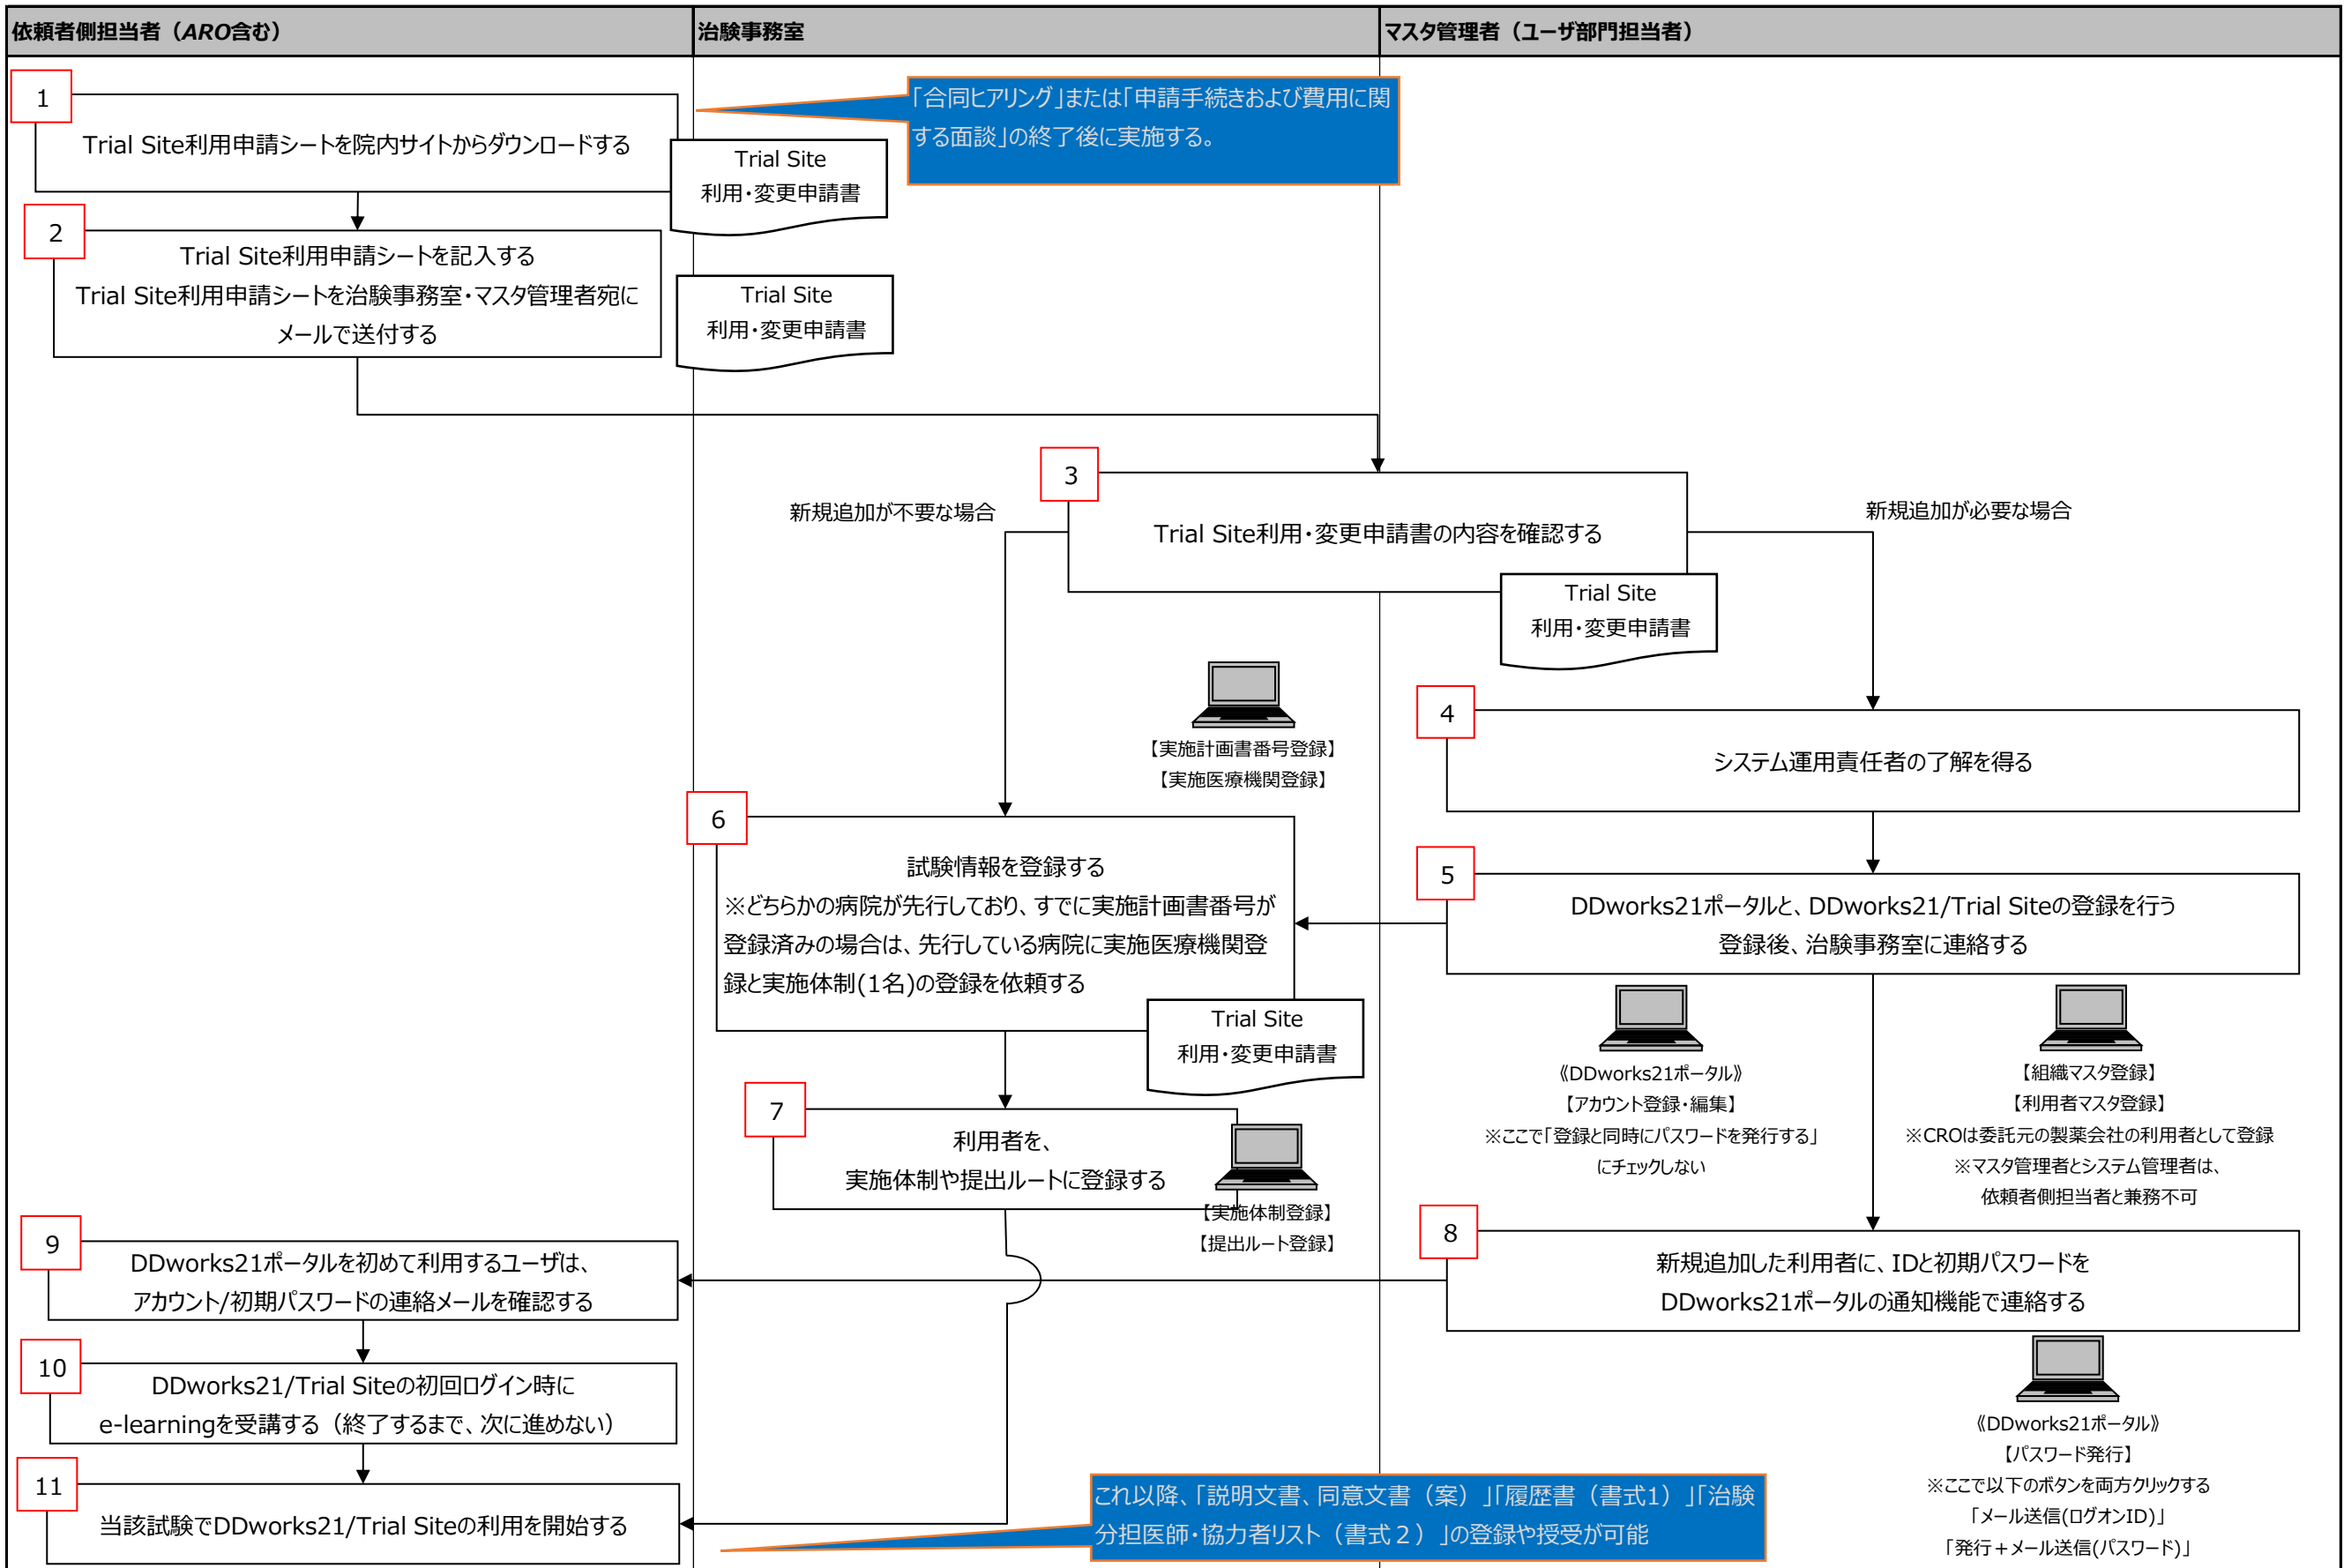 依頼者側担当者（ARO含む）
治験事務室
マスタ管理者（ユーザ部門担当者）
1
Trial Site利用申請シートを院内サイトからダウンロードする
Trial Site
利用・変更申請書
「合同ヒアリング」または「申請手続きおよび費用に関
する面談」の終了後に実施する。
2
Trial Site利用申請シートを記入する
Trial Site利用申請シートを治験事務室・マスタ管理者宛に
メールで送付する
Trial Site
利用・変更申請書
3
新規追加が不要な場合
新規追加が必要な場合
Trial Site利用・変更申請書の内容を確認する
Trial Site
利用・変更申請書
【実施計画書番号登録】
【実施医療機関登録】
4
システム運用責任者の了解を得る
6
試験情報を登録する
※どちらかの病院が先行しており、すでに実施計画書番号が
登録済みの場合は、先行している病院に実施医療機関登
録と実施体制(1名)の登録を依頼する
Trial Site
利用・変更申請書
5
DDworks21ポータルと、DDworks21/Trial Siteの登録を行う
登録後、治験事務室に連絡する
《DDworks21ポータル》
【アカウント登録・編集】
※ここで「登録と同時にパスワードを発行する」
にチェックしない
【組織マスタ登録】
【利用者マスタ登録】
※CROは委託元の製薬会社の利用者として登録
※マスタ管理者とシステム管理者は、
依頼者側担当者と兼務不可
7
利用者を、
実施体制や提出ルートに登録する
【実施体制登録】
【提出ルート登録】
8
新規追加した利用者に、IDと初期パスワードを
DDworks21ポータルの通知機能で連絡する
《DDworks21ポータル》
【パスワード発行】
※ここで以下のボタンを両方クリックする
「メール送信(ログオンID)」
「発行＋メール送信(パスワード)」
9
DDworks21ポータルを初めて利用するユーザは、
アカウント/初期パスワードの連絡メールを確認する
10
DDworks21/Trial Siteの初回ログイン時に
e-learningを受講する（終了するまで、次に進めない）
11
当該試験でDDworks21/Trial Siteの利用を開始する
これ以降、「説明文書、同意文書（案）」「履歴書（書式1）」「治験
分担医師・協力者リスト（書式２）」の登録や授受が可能